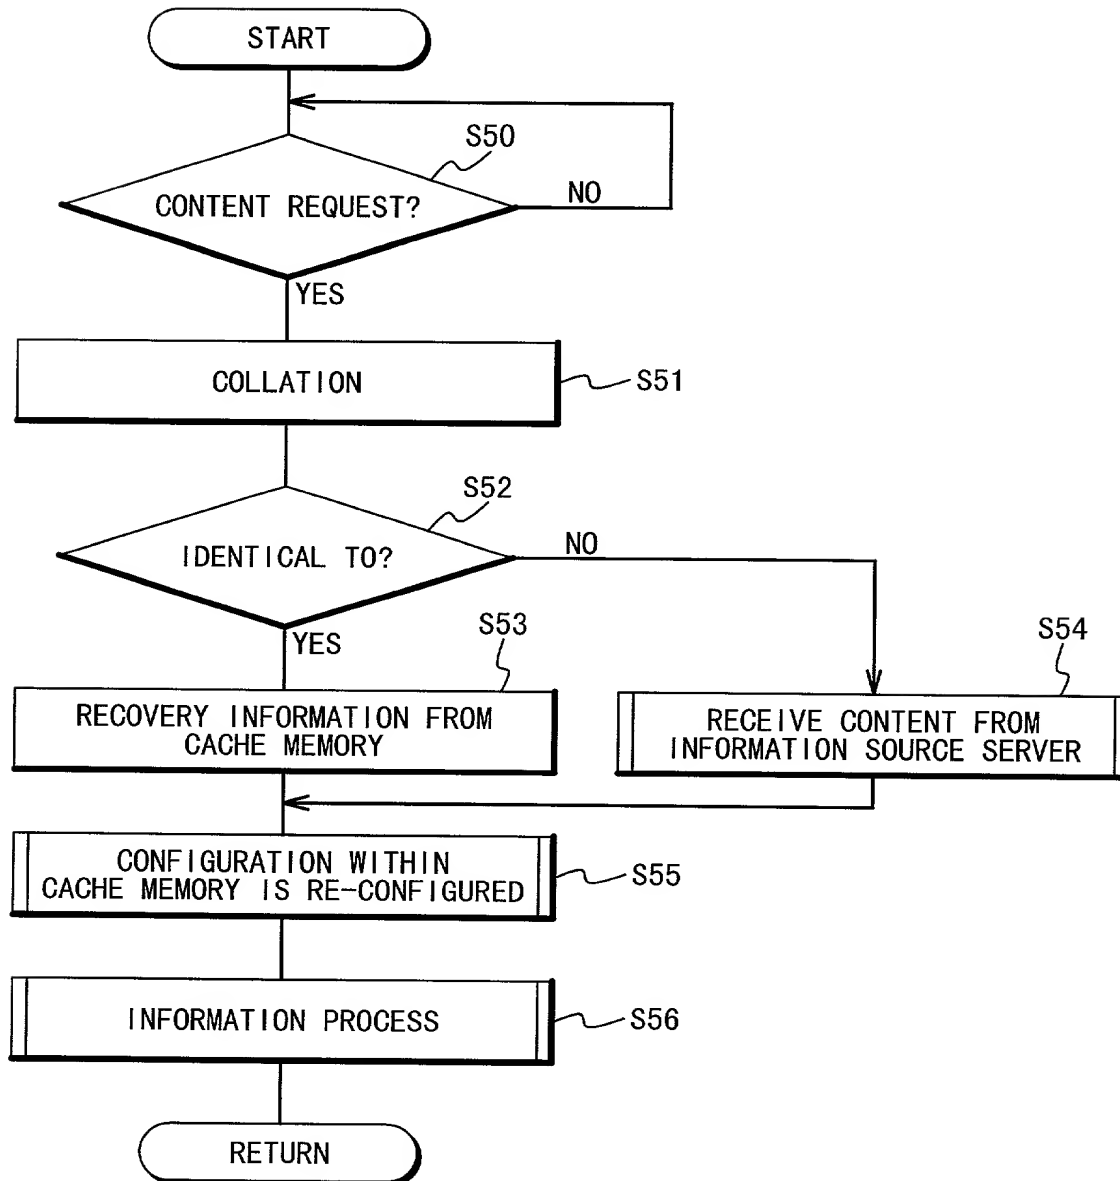 START
S50
CONTENT REQUEST?
NO
YES
COLLATION
S51
S52
IDENTICAL TO?
NO
YES
S53
S54
RECOVERY INFORMATION FROM
CACHE MEMORY
RECEIVE CONTENT FROM
INFORMATION SOURCE SERVER
CONFIGURATION WITHIN
CACHE MEMORY IS RE-CONFIGURED
S55
INFORMATION PROCESS
S56
RETURN